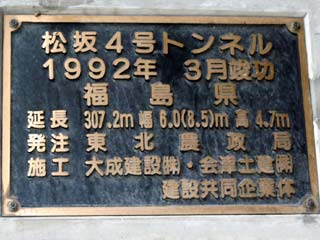 松坂4号トンネル
1992年 3月竣功
福島県
延長 307.2m 幅 6.0(8.5)m 高 4.7m
発注 東北農政局
施工 大成建設㈱・会津土建㈱
建設共同企業体